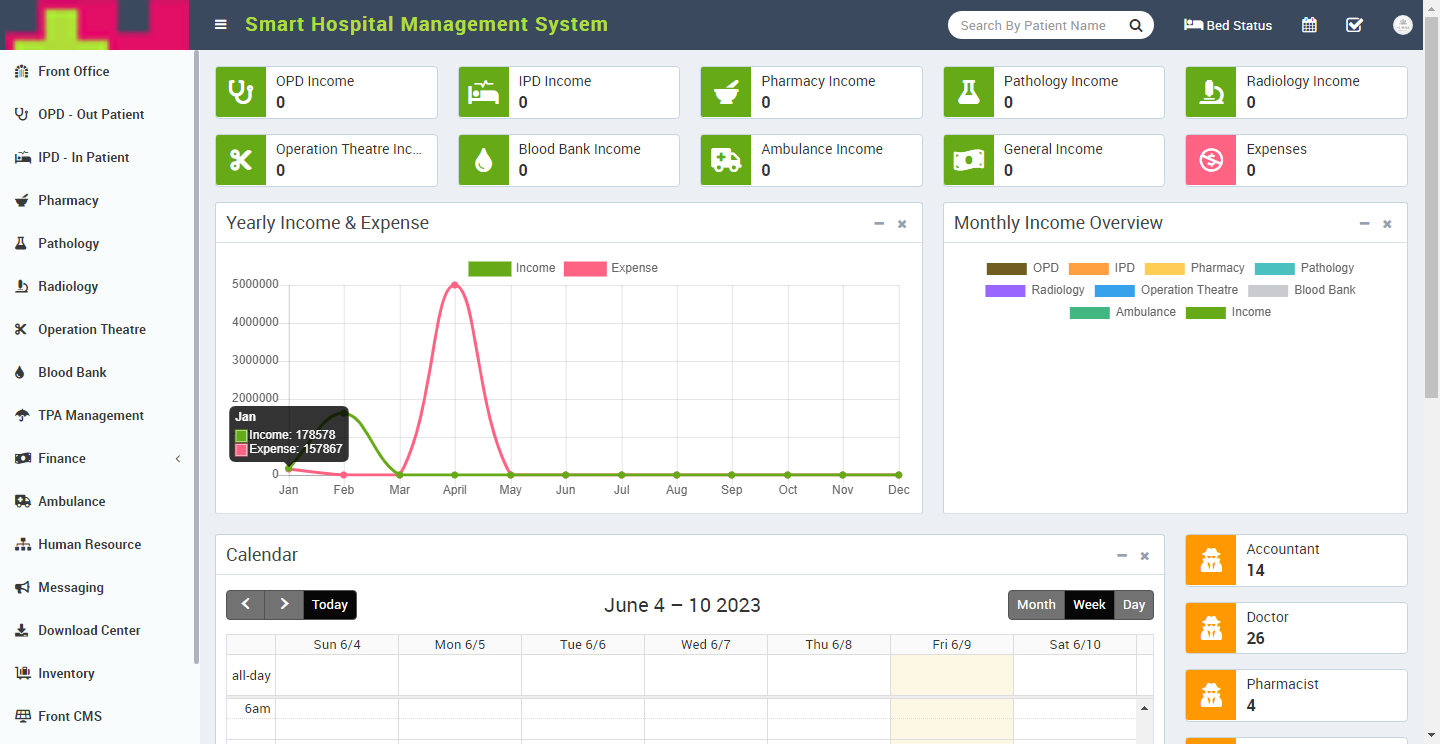 Smart Hospital Management System
Search By Patient Name
Bed Status
Front Office
OPD - Out Patient
IPD - In Patient
Pharmacy
Pathology
Radiology
Operation Theatre
Blood Bank
TPA Management
Finance
Ambulance
Human Resource
Messaging
Download Center
Inventory
Front CMS
OPD Income
0
IPD Income
0
Pharmacy Income
0
Pathology Income
0
Radiology Income
0
Operation Theatre Inc...
0
Blood Bank Income
0
Ambulance Income
0
General Income
0
Expenses
0
Yearly Income & Expense
Income Expense
5000000
4000000
3000000
2000000
0
Jan
Income: 178578
Expense: 157867
Jan Feb Mar April May Jun Jul Aug Sep Oct Nov Dec
Monthly Income Overview
OPD IPD Pharmacy Pathology
Radiology Operation Theatre Blood Bank
Ambulance Income
Calendar
Today
June 4 – 10 2023
Month Week Day
Sun 6/4 Mon 6/5 Tue 6/6 Wed 6/7 Thu 6/8 Fri 6/9 Sat 6/10
all-day
6am
Accountant
14
Doctor
26
Pharmacist
4